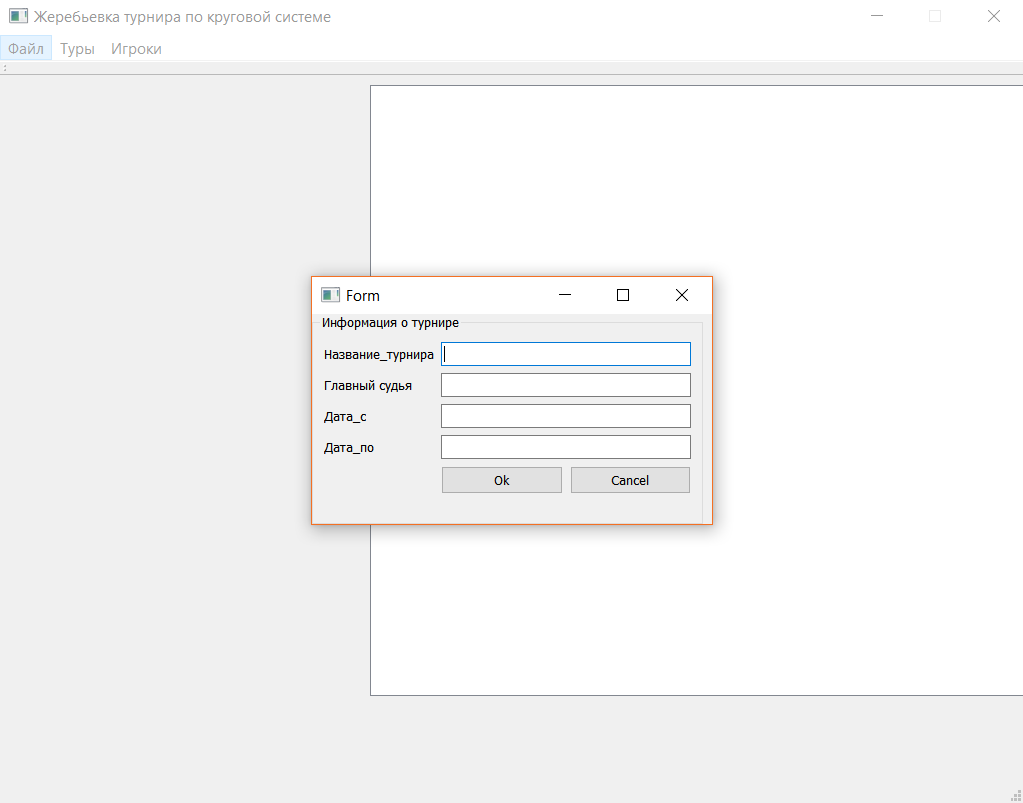 Жеребьевка турнира по круговой системе
Файл Туры Игроки
Form
Информация о турнире
Название_турнира
Главный судья
Дата_с
Дата_по
Ok Cancel